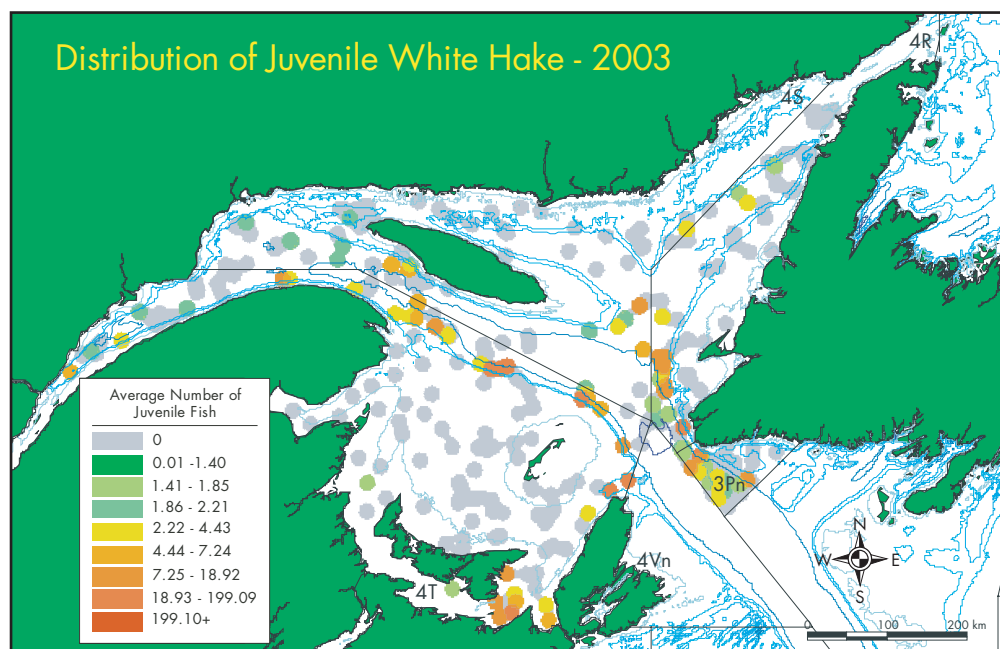 Distribution of Juvenile White Hake - 2003
4R
4S
3Pn
4Vn
4T
Average Number of
Juvenile Fish
0
0.01 -1.40
1.41 - 1.85
1.86 - 2.21
2.22 - 4.43
4.44 - 7.24
7.25 - 18.92
18.93 - 199.09
199.10+
N
W E
S
0 100 200 km